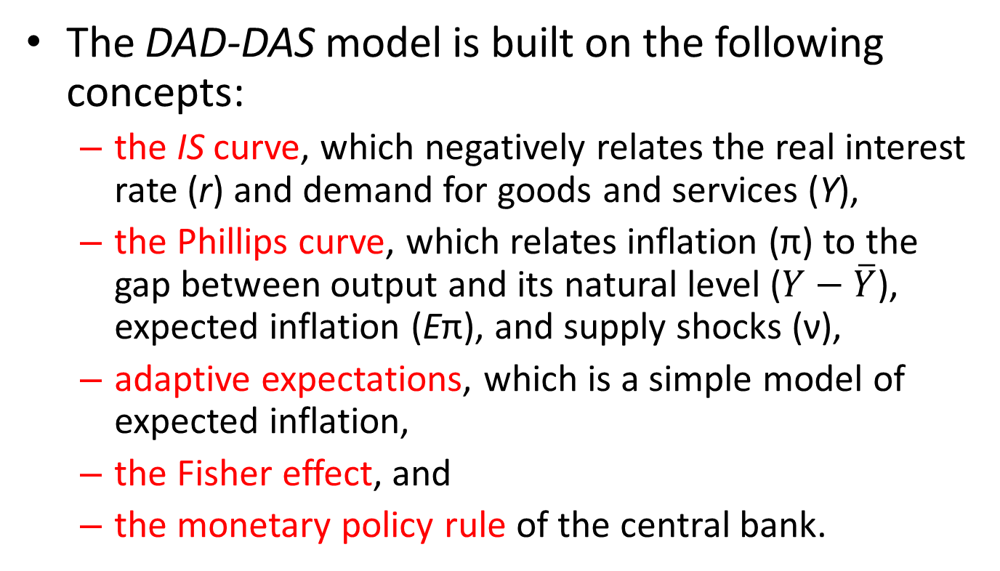 • The DAD-DAS model is built on the following
concepts:
– the IS curve, which negatively relates the real interest
rate (r) and demand for goods and services (Y),
– the Phillips curve, which relates inflation (π) to the
gap between output and its natural level (Y − Ȳ),
expected inflation (Eπ), and supply shocks (ν),
– adaptive expectations, which is a simple model of
expected inflation,
– the Fisher effect, and
– the monetary policy rule of the central bank.